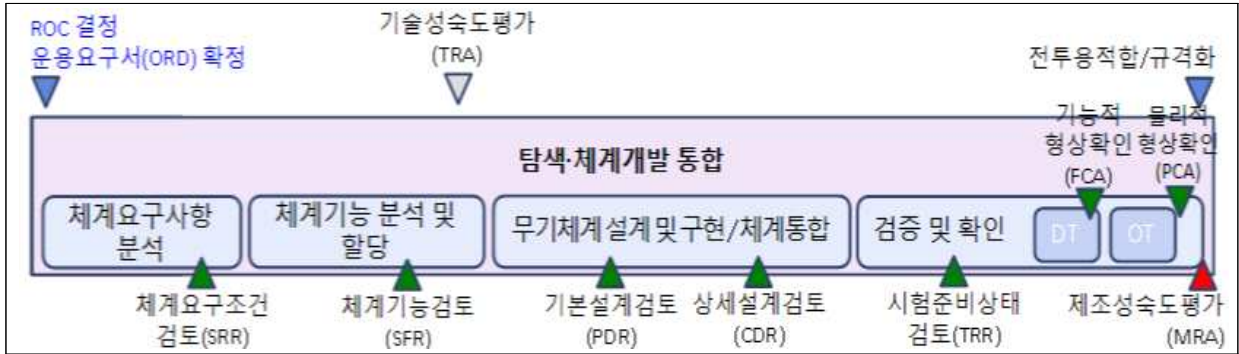 ROC 결정
운용요구서(ORD) 확정
기술성숙도평가
(TRA)
전투용적합/규격화
탐색·체계개발 통합
기능적
형상확인
(FCA)
물리적
형상확인
(PCA)
체계요구사항
분석
체계기능 분석 및
할당
무기체계 설계 및 구현/체계통합
검증 및 확인
DT
OT
체계요구조건
검토(SRR)
체계기능검토
(SFR)
기본설계검토
(PDR)
상세설계검토
(CDR)
시험준비상태
검토(TRR)
제조성숙도평가
(MRA)